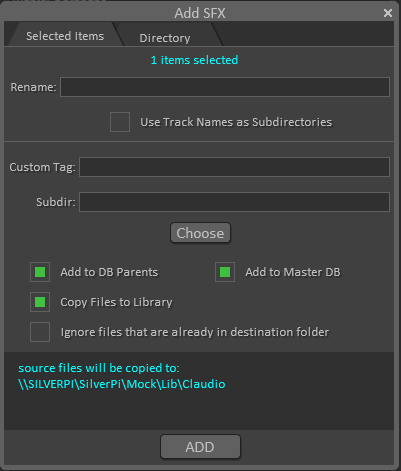 Add SFX
Selected Items
Directory
1 items selected
Rename:
Use Track Names as Subdirectories
Custom Tag:
Subdir:
Choose
Add to DB Parents
Add to Master DB
Copy Files to Library
Ignore files that are already in destination folder
source files will be copied to:
\\SILVERPI\SilverPi\Mock\Lib\Claudio
ADD